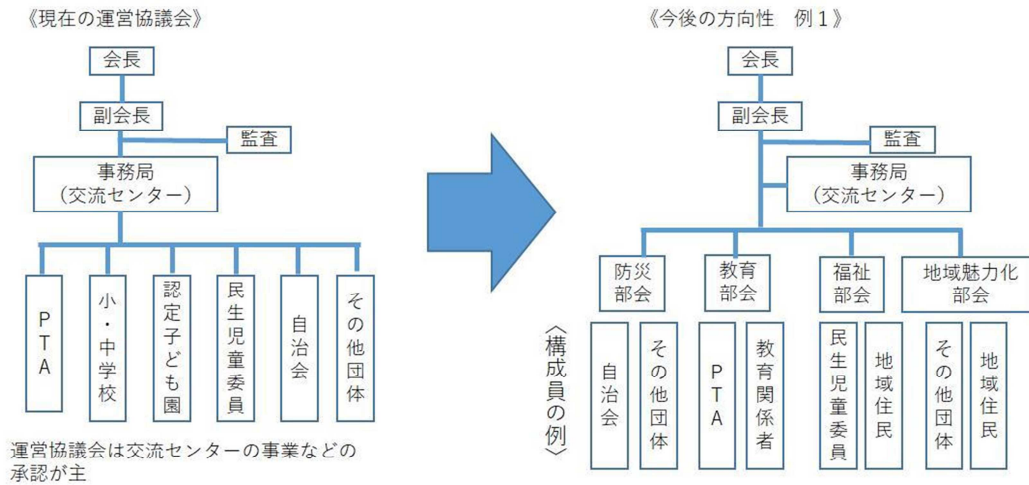 《現在の運営協議会》
会長
副会長
監査
事務局
（交流センター）
PTA
小・中学校
認定子ども園
民生児童委員
自治会
その他団体
運営協議会は交流センターの事業などの
承認が主
《今後の方向性　例１》
会長
副会長
監査
事務局
（交流センター）
防災
部会
教育
部会
福祉
部会
地域魅力化
部会
〈構成員の例〉
自治会
その他団体
PTA
教育関係者
民生児童委員
地域住民
その他団体
地域住民